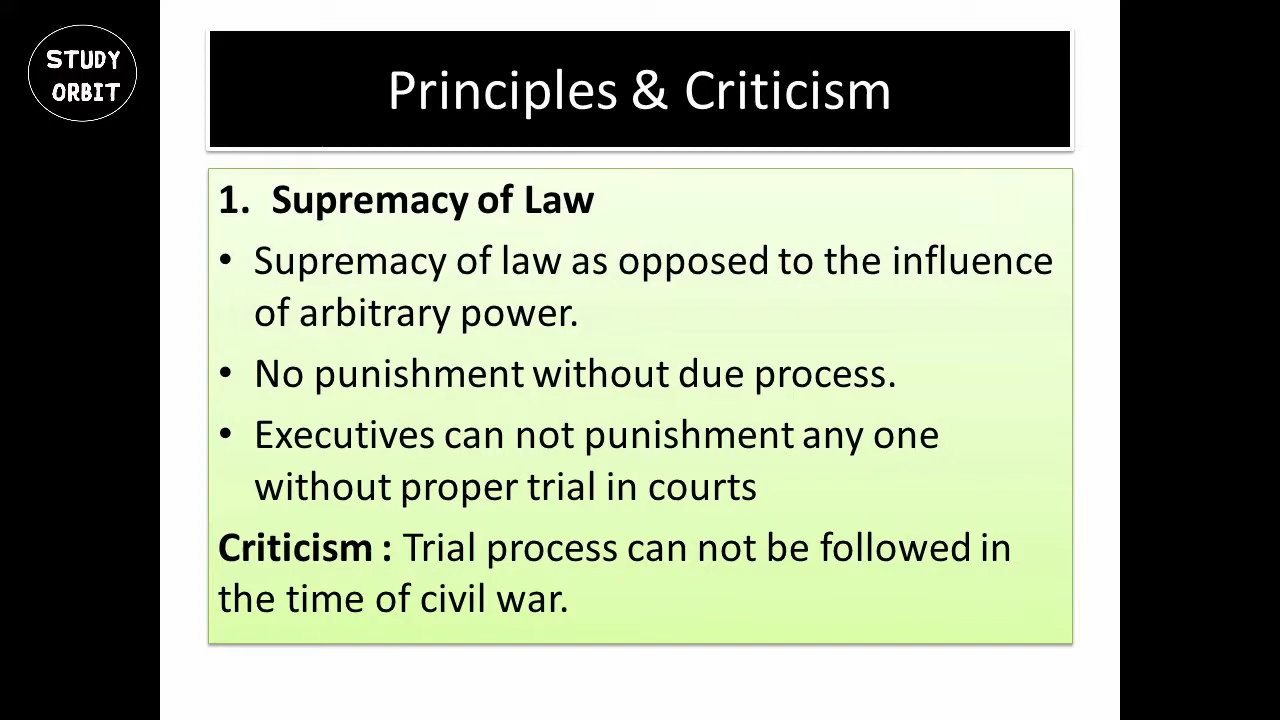 STUDY
ORBIT
Principles & Criticism
1. Supremacy of Law
• Supremacy of law as opposed to the influence
of arbitrary power.
• No punishment without due process.
• Executives can not punishment any one
without proper trial in courts
Criticism : Trial process can not be followed in
the time of civil war.